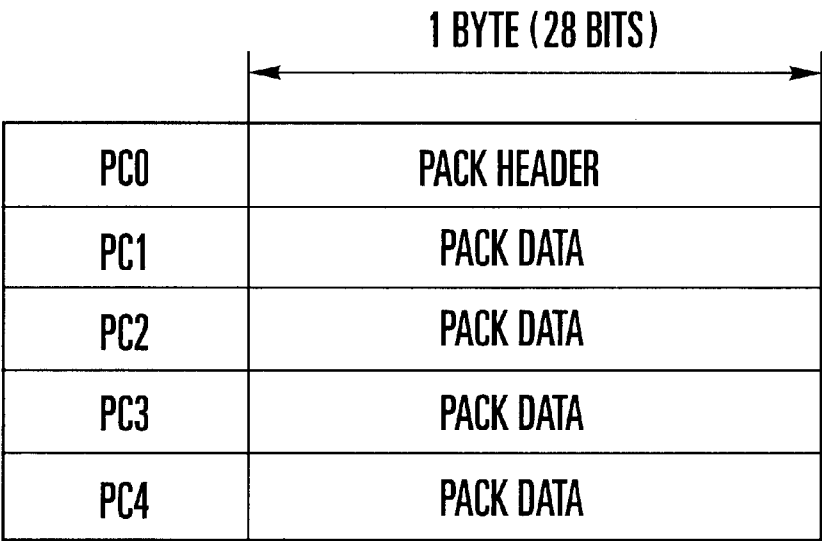 1 BYTE (28 BITS)
PC0 PACK HEADER
PC1 PACK DATA
PC2 PACK DATA
PC3 PACK DATA
PC4 PACK DATA